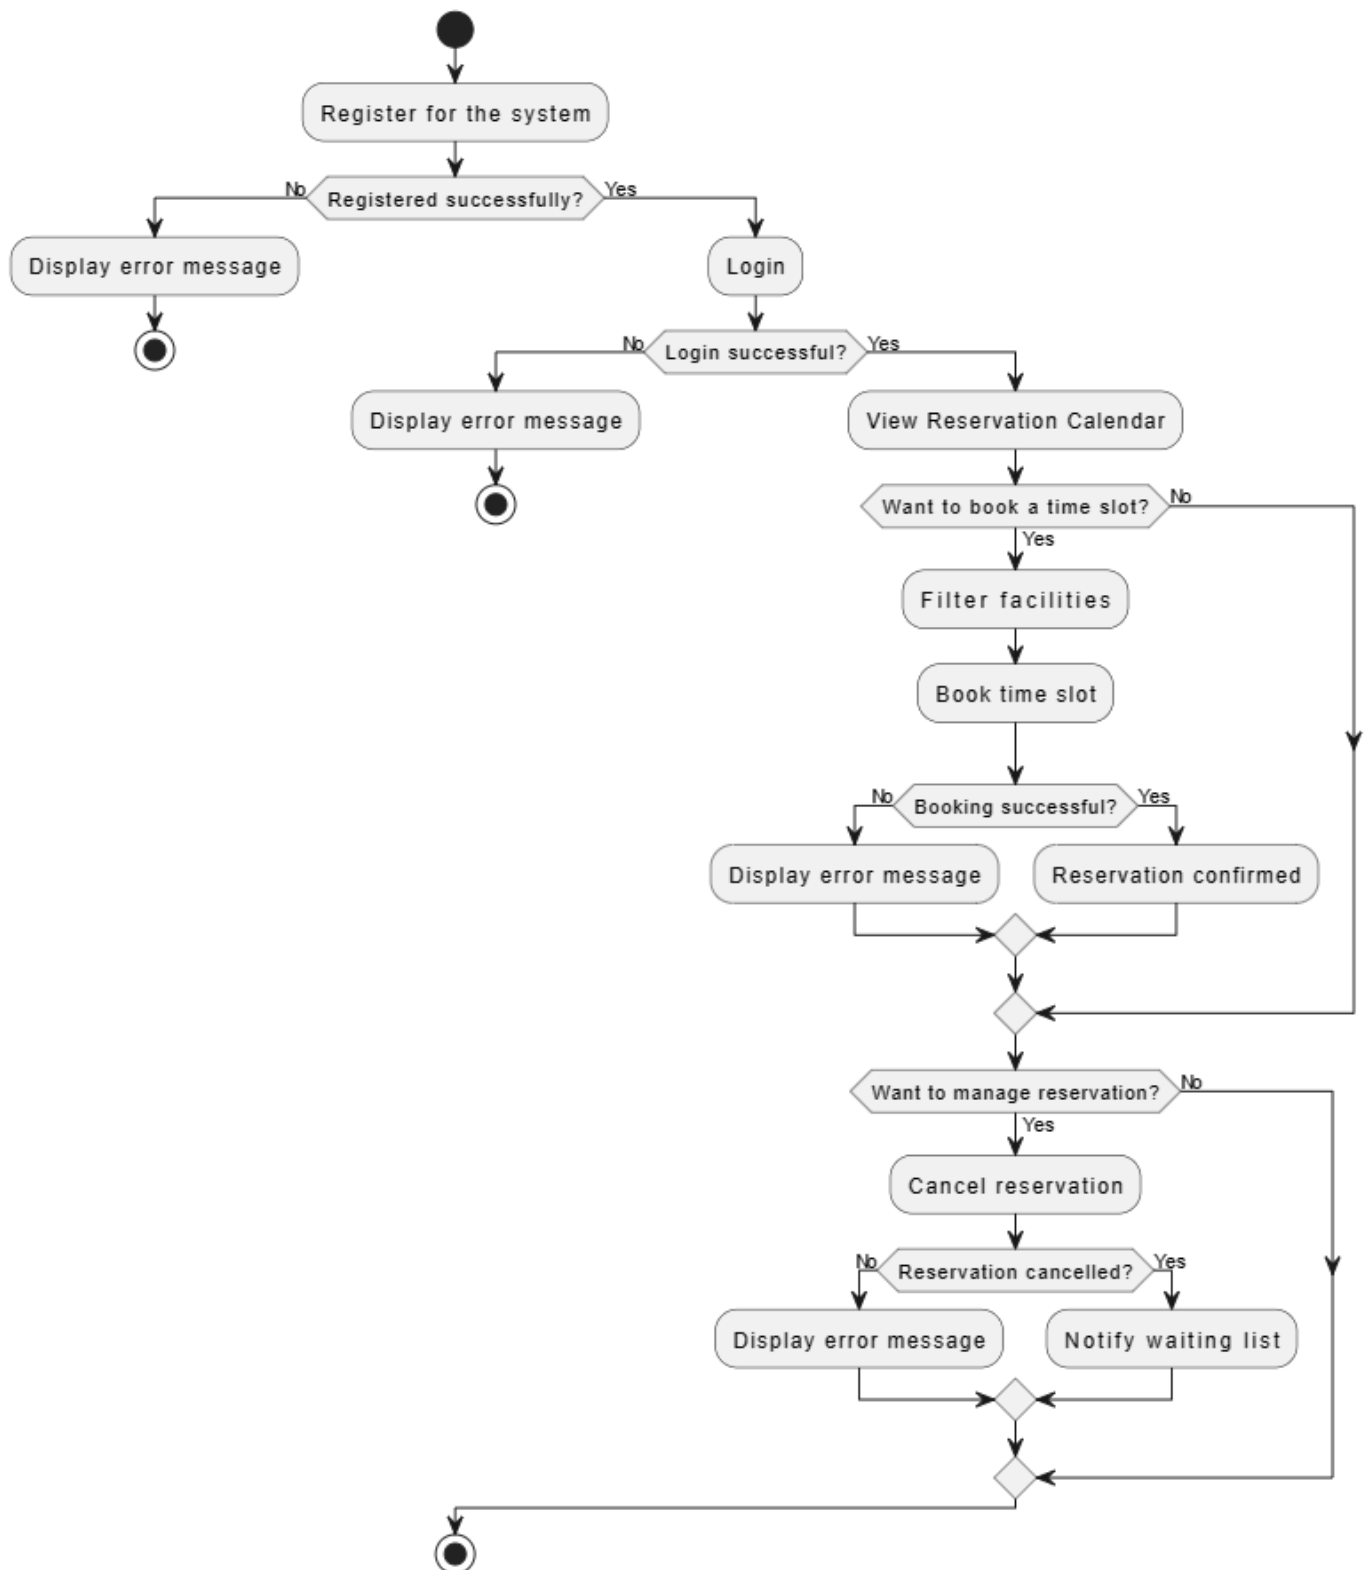 Register for the system
No
Registered successfully?
Yes
Display error message
Login
No
Login successful?
Yes
Display error message
View Reservation Calendar
Want to book a time slot?
No
Yes
Filter facilities
Book time slot
No
Booking successful?
Yes
Display error message
Reservation confirmed
Want to manage reservation?
No
Yes
Cancel reservation
No
Reservation cancelled?
Yes
Display error message
Notify waiting list